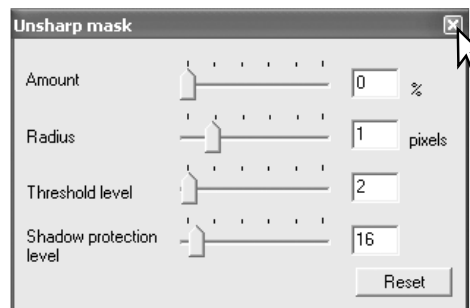 Unsharp mask
Amount 0 %
Radius 1 pixels
Threshold level 2
Shadow protection
level 16
Reset